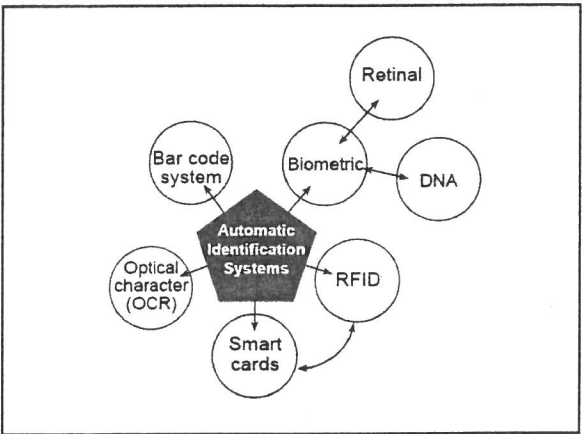 Retinal
Bar code
system
Biometric
DNA
Automatic
Identification
Systems
Optical
character
(OCR)
RFID
Smart
cards